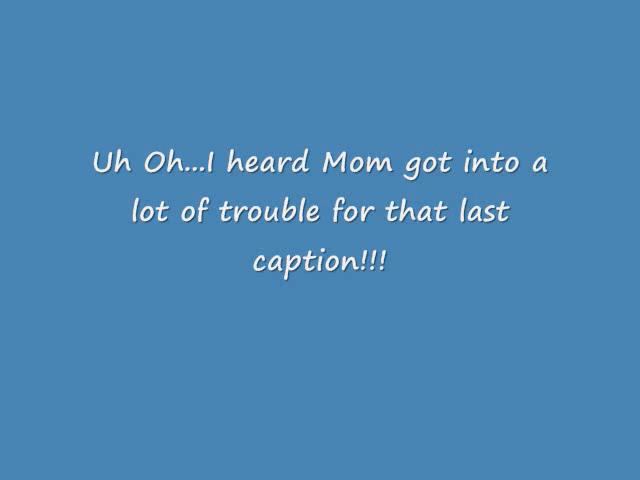 Uh Oh...I heard Mom got into a
lot of trouble for that last
caption!!!